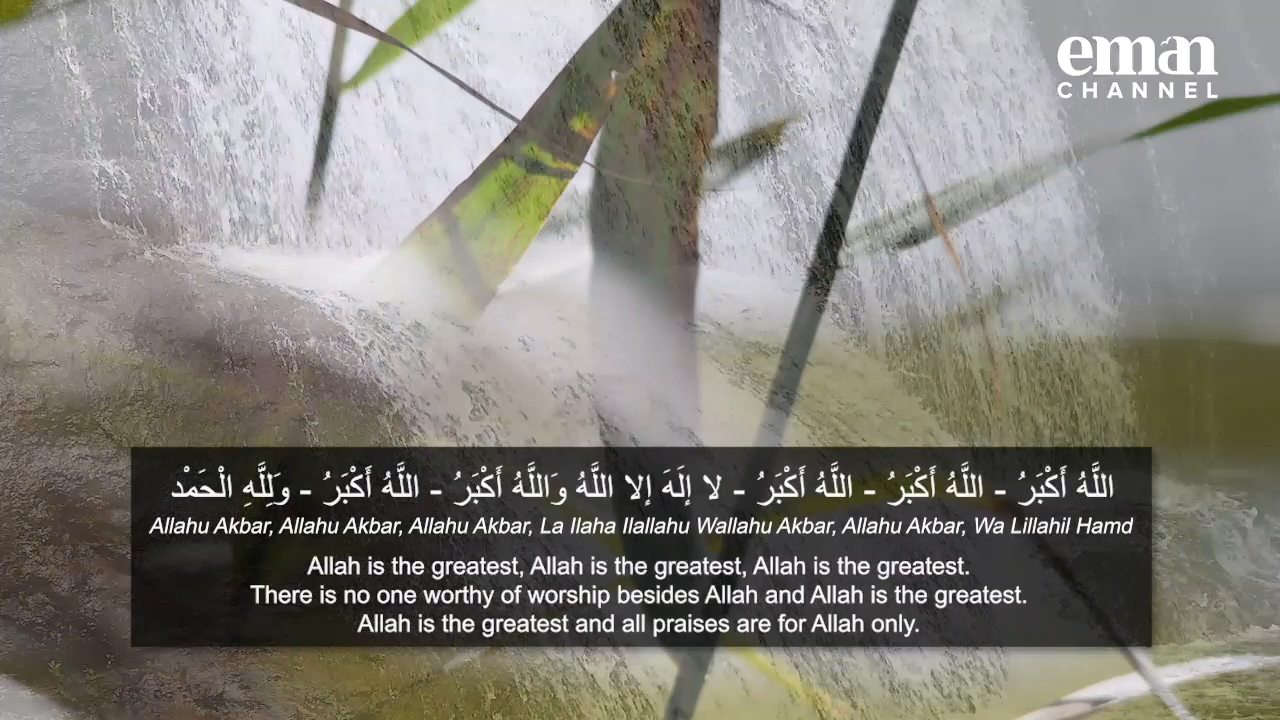 eman
CHANNEL
اللَّهُ أَكْبَرُ - اللَّهُ أَكْبَرُ - اللَّهُ أَكْبَرُ - لا إِلَهَ إلا اللَّهُ وَاللَّهُ أَكْبَرُ - اللَّهُ أَكْبَرُ - وَلِلَّهِ الْحَمْدْ
Allahu Akbar, Allahu Akbar, Allahu Akbar, La Ilaha Ilallahu Wallahu Akbar, Allahu Akbar, Wa Lillahil Hamd
Allah is the greatest, Allah is the greatest, Allah is the greatest.
There is no one worthy of worship besides Allah and Allah is the greatest.
Allah is the greatest and all praises are for Allah only.